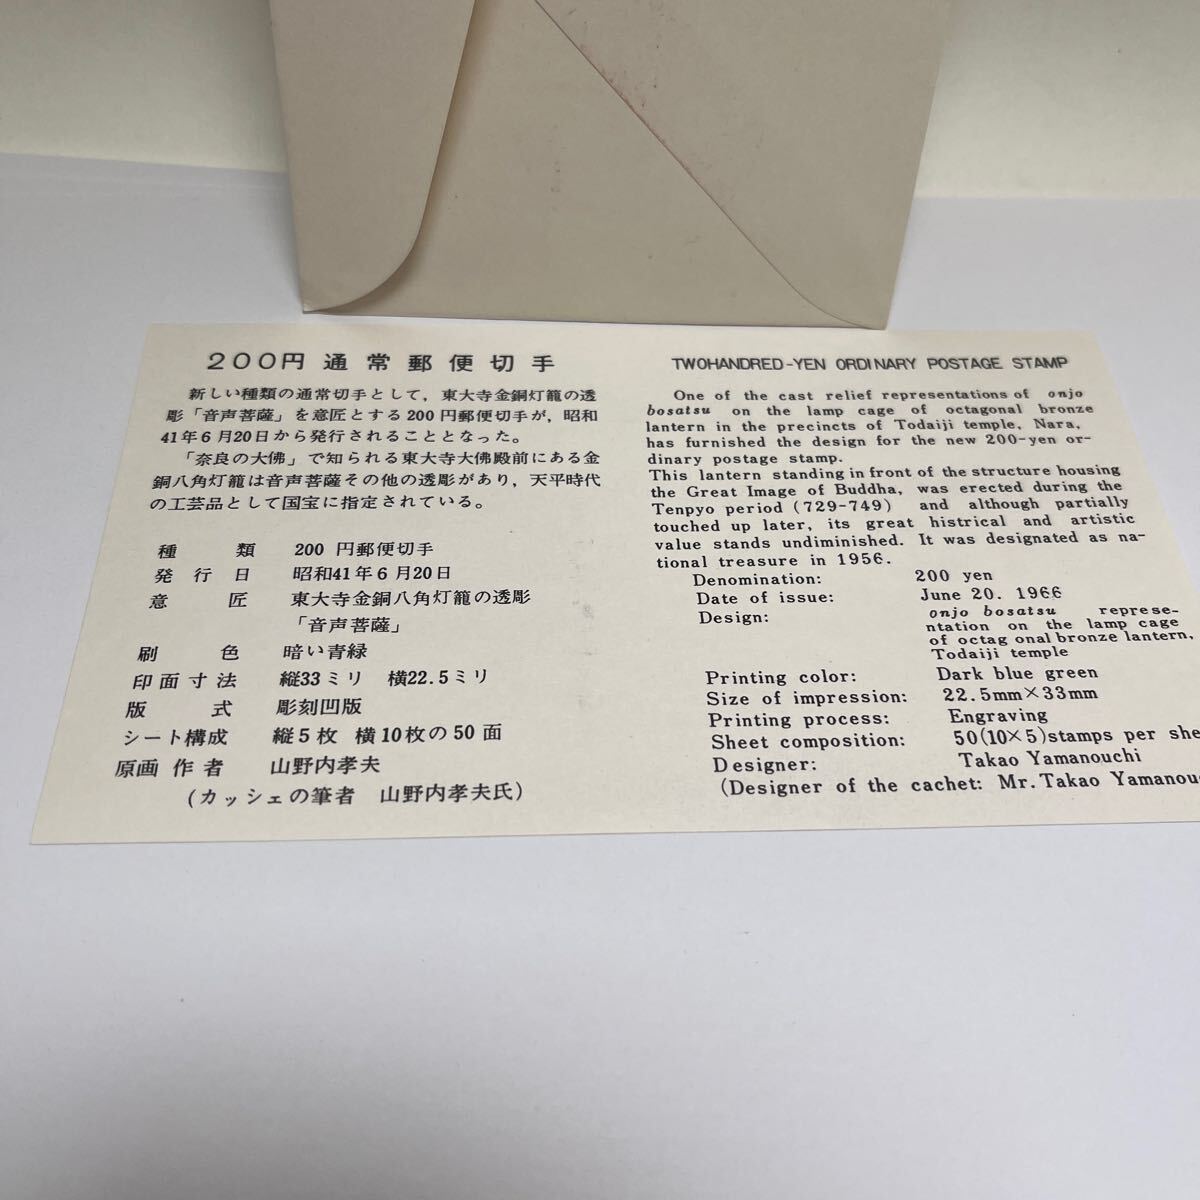 200円通常郵便切手
新しい種類の通常切手として，東大寺金銅灯籠の透
彫「音声菩薩」を意匠とする200円郵便切手が，昭和
41年6月20日から発行されることとなった。
「奈良の大佛」で知られる東大寺大佛殿前にある金
銅八角灯籠は音声菩薩その他の透彫があり，天平時代
の工芸品として国宝に指定されている。
種類 200円郵便切手
発行日 昭和41年6月20日
意匠 東大寺金銅八角灯籠の透彫
「音声菩薩」
刷色 暗い青緑
印面寸法 縦33ミリ 横22.5ミリ
版式 彫刻凹版
シート構成 縦5枚 横10枚の50面
原画作者 山野内孝夫
(カッシェの筆者 山野内孝夫氏)
TWOHANDRED-YEN ORDINARY POSTAGE STAMP
One of the cast relief representations of onjo
bosatsu on the lamp cage of octagonal bronze
lantern in the precincts of Todaiji temple, Nara,
has furnished the design for the new 200-yen or-
dinary postage stamp.
This lantern standing in front of the structure housing
the Great Image of Buddha, was erected during the
Tenpyo period (729-749) and although partially
touched up later, its great histrical and artistic
value stands undiminished. It was designated as na-
tional treasure in 1956.
Denomination: 200 yen
Date of issue: June 20. 1966
Design: onjo bosatsu represe-
ntation on the lamp cage
of octag onal bronze lantern,
Todaiji temple
Printing color: Dark blue green
Size of impression: 22.5mm×33mm
Printing process: Engraving
Sheet composition: 50(10×5)stamps per she
Designer: Takao Yamanouchi
(Designer of the cachet: Mr. Takao Yamanou